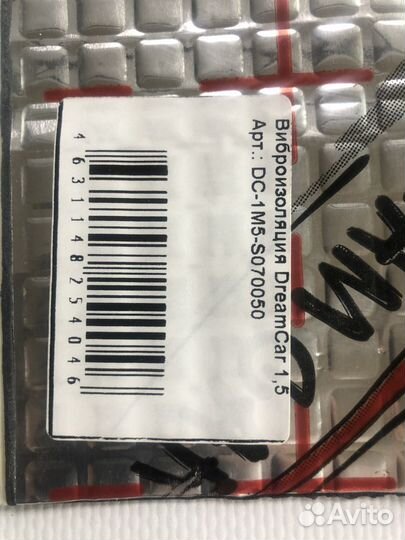 Виброизоляция DreamCar 1,5
Арт.: DC-1M5-S070050
4631148254046
Avito